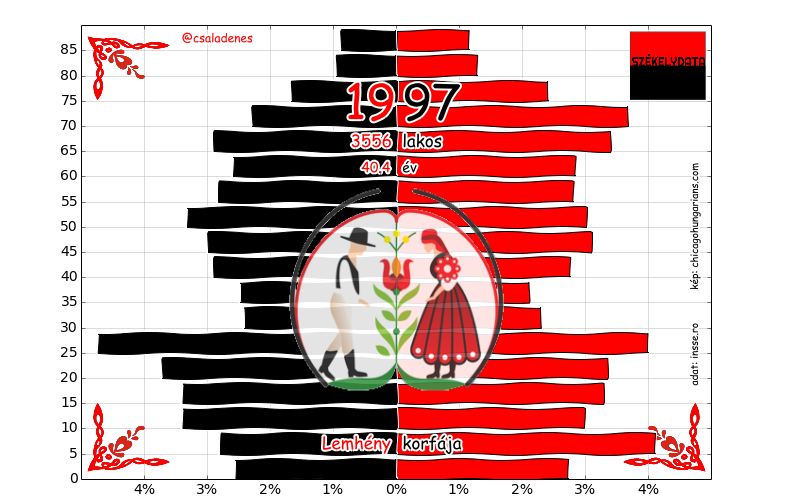 @csaladenes
SZÉKELYDATA
1997
3556 lakos
40.4 év
kép: chicagohungarians.com
adat: insse.ro
Lemhény korfája
85
80
75
70
65
60
55
50
45
40
35
30
25
20
15
10
5
0
4% 3% 2% 1% 0% 1% 2% 3% 4%